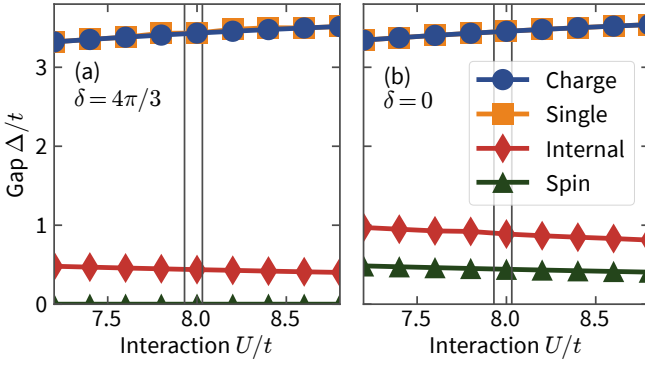 (a)
δ = 4π/3
(b)
δ = 0
Charge
Single
Internal
Spin
Gap Δ/t
3
2
1
0
7.5
8.0
8.5
7.5
8.0
8.5
Interaction U/t
Interaction U/t